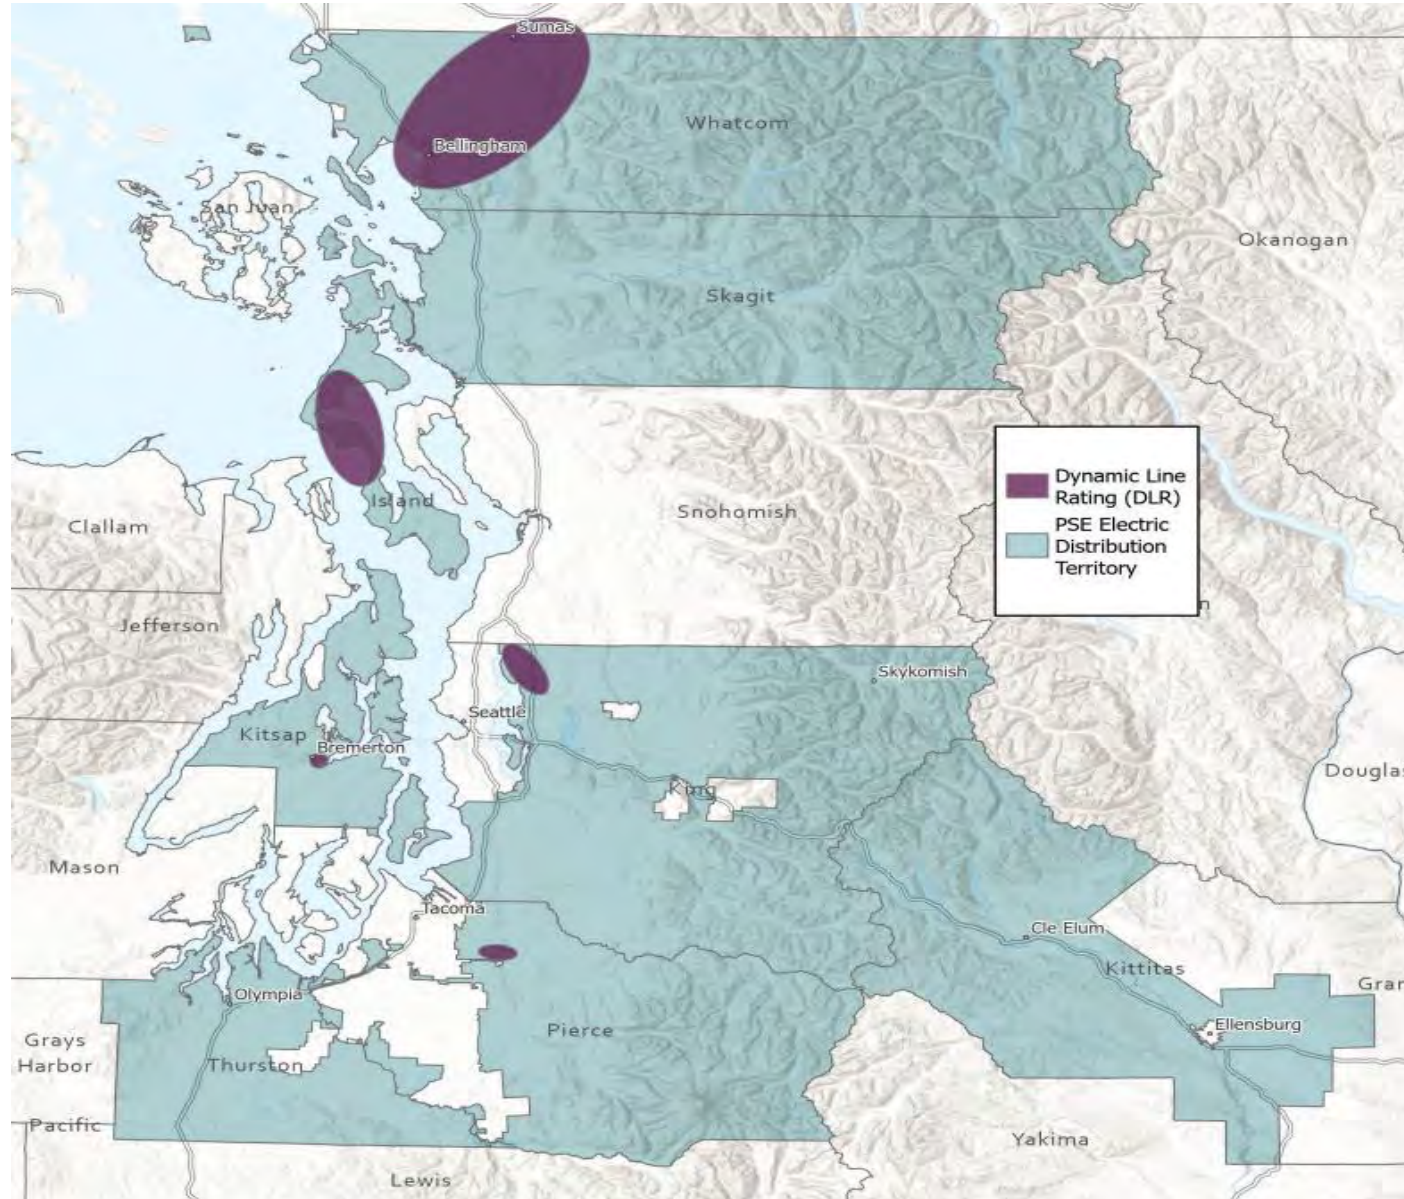 Sumas
Whatcom
Bellingham
San Juan
Okanogan
Skagit
Dynamic Line
Rating (DLR)
PSE Electric
Distribution
Territory
Island
Snohomish
Clallam
Jefferson
Skykomish
Seattle
Kitsap
Bremerton
Douglas
King
Mason
Tacoma
Cle Elum
Kittitas
Gran
Olympia
Ellensburg
Pierce
Grays
Harbor
Thurston
Pacific
Yakima
Lewis